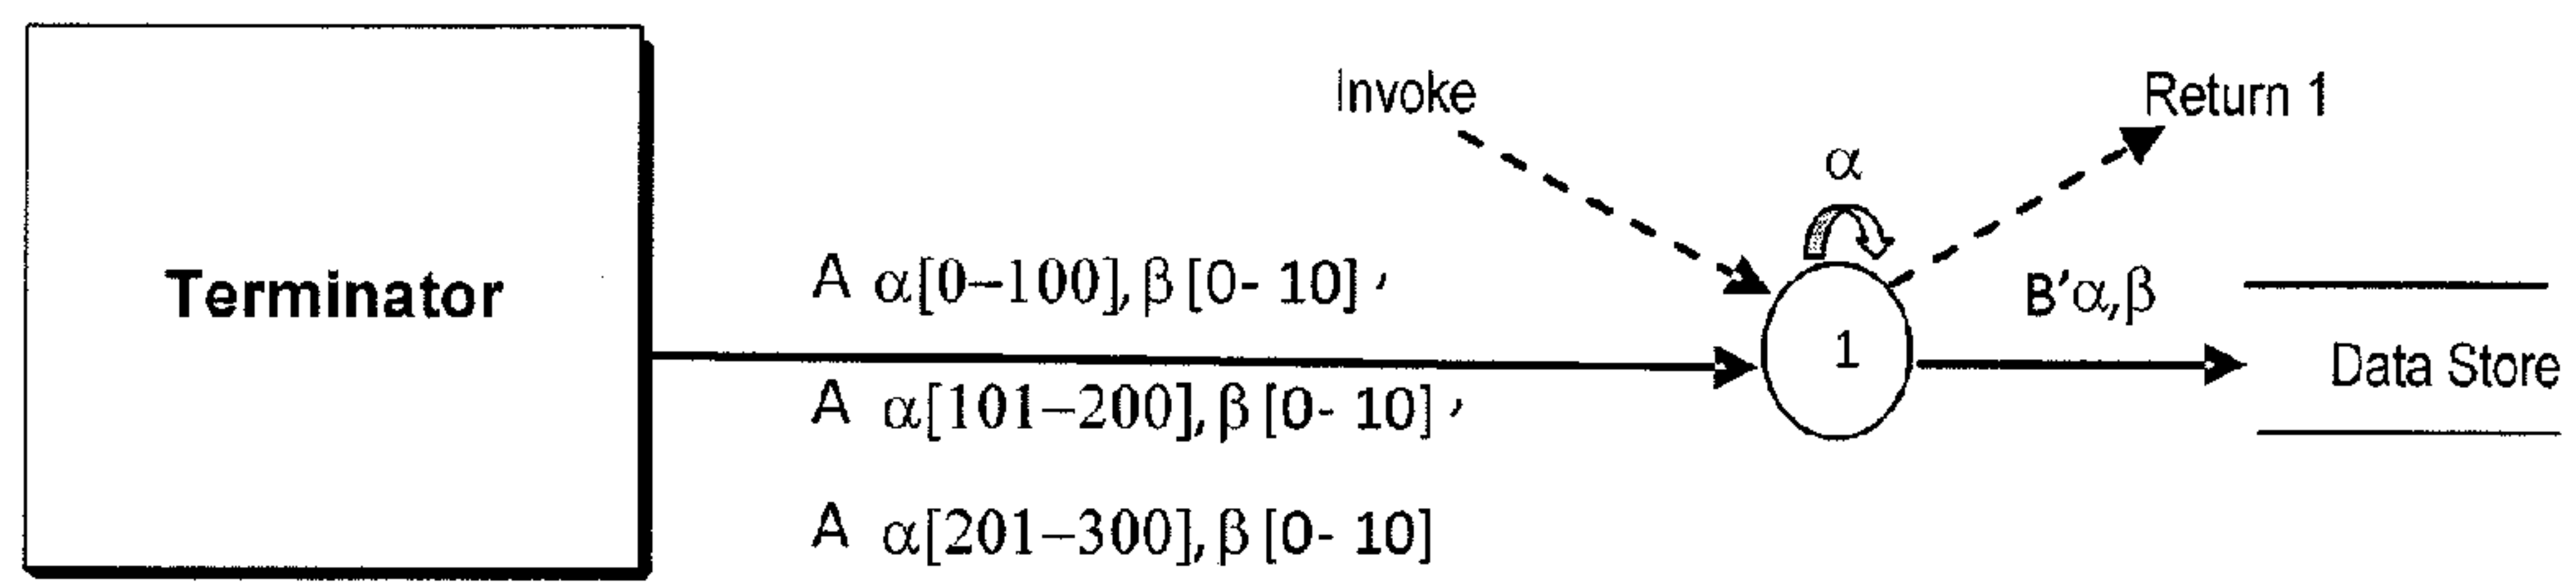 Invoke
Return 1
α
Terminator
A α[0–100], β [0- 10] ,
B'α,β
1
Data Store
A α[101–200], β [0- 10] ,
A α[201–300], β [0- 10]